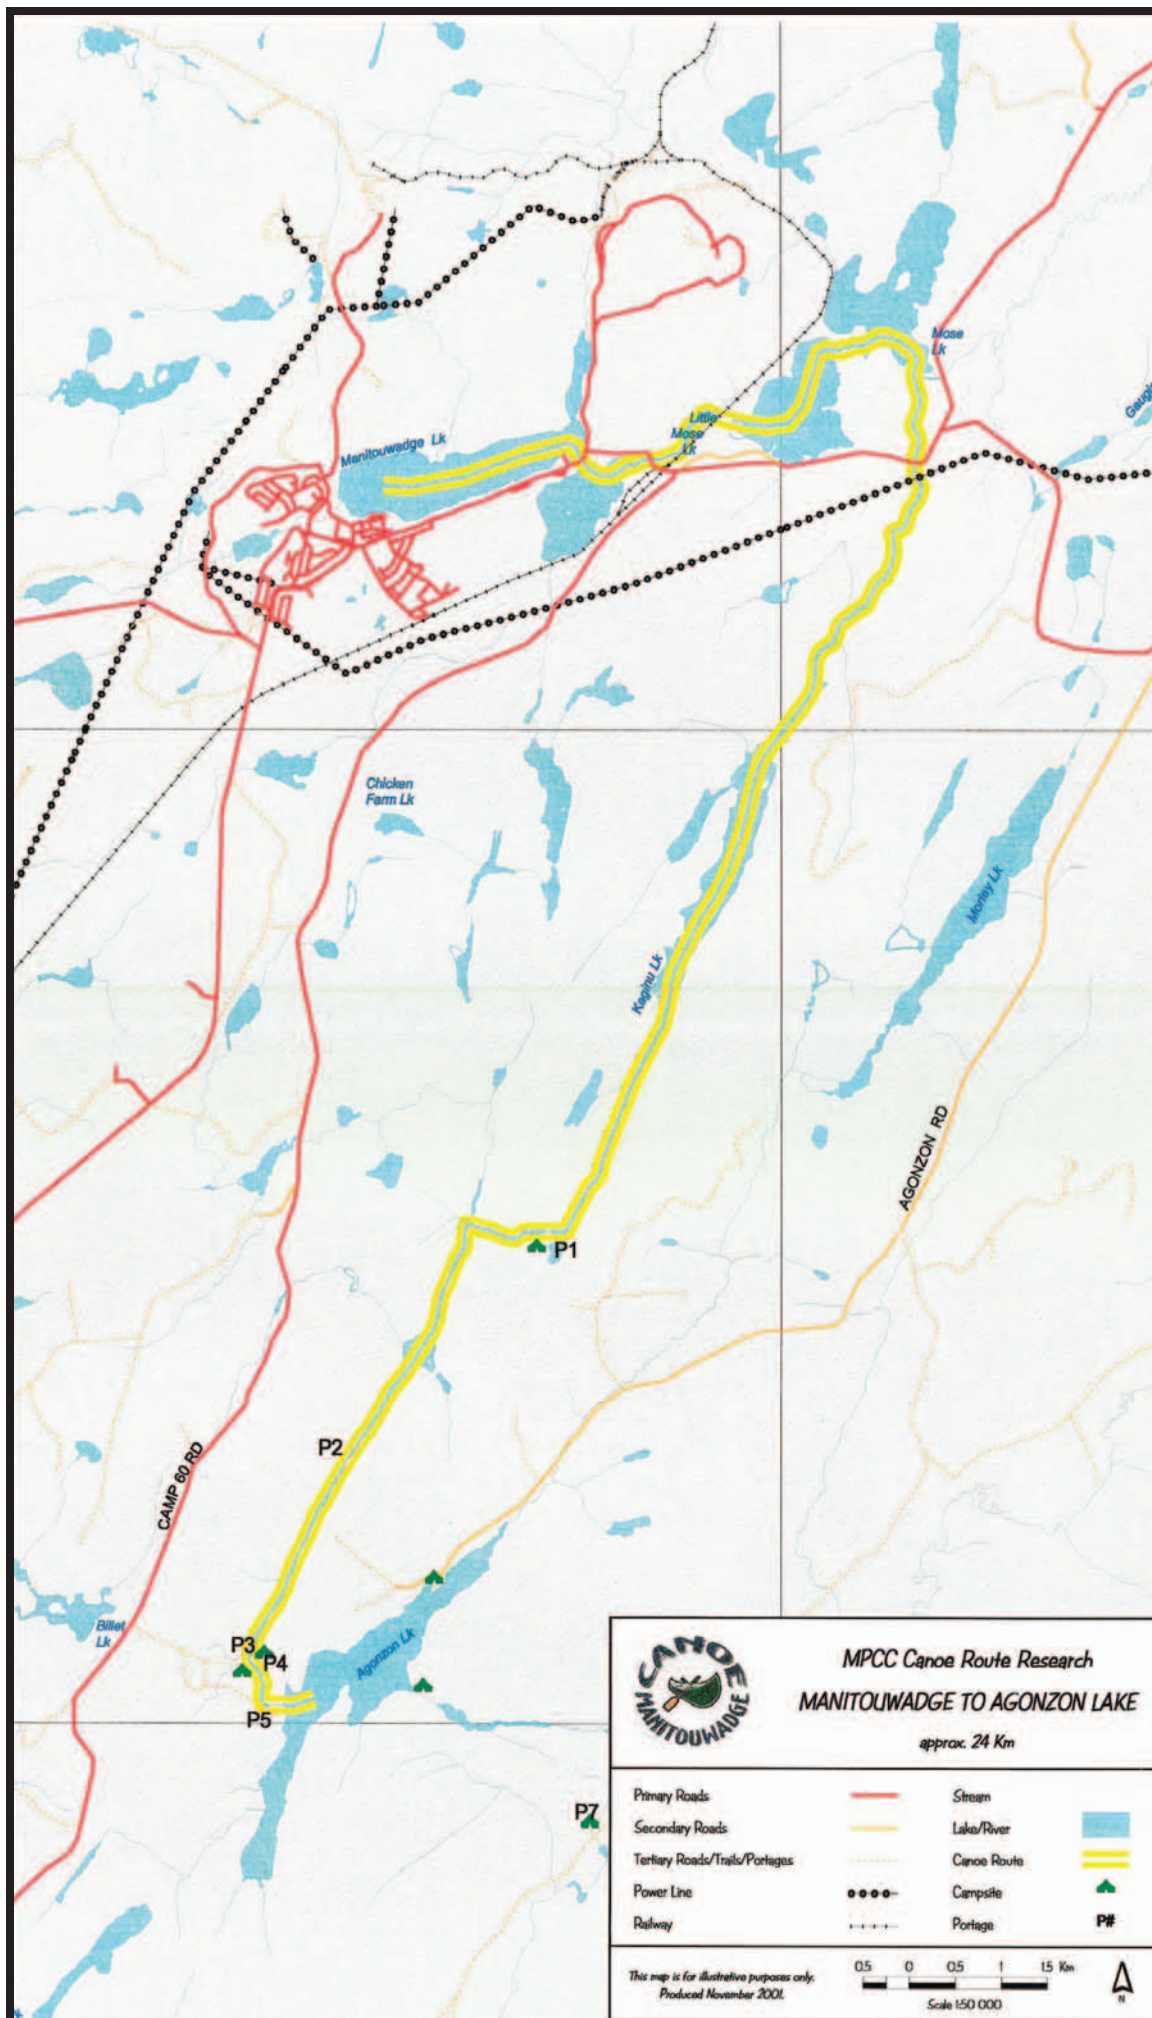 Mose
Lk
Gaugi
Little
Mose
Lk
Manitouwadge Lk
Chicken
Farm Lk
Morley Lk
Kaginu Lk
AGONZON RD
P1
P2
CAMP 60 RD
Billet
Lk
P3
P4
Agonzon Lk
P5
P7
CANOE
MANITOUWADGE
MPCC Canoe Route Research
MANITOUWADGE TO AGONZON LAKE
approx. 24 Km
Primary Roads
Stream
Secondary Roads
Lake/River
Tertiary Roads/Trails/Portages
Canoe Route
Power Line
Campsite
Railway
Portage
P#
This map is for illustrative purposes only.
Produced November 2001.
0.5 0 0.5 1 1.5 Km
Scale 1:50 000
N